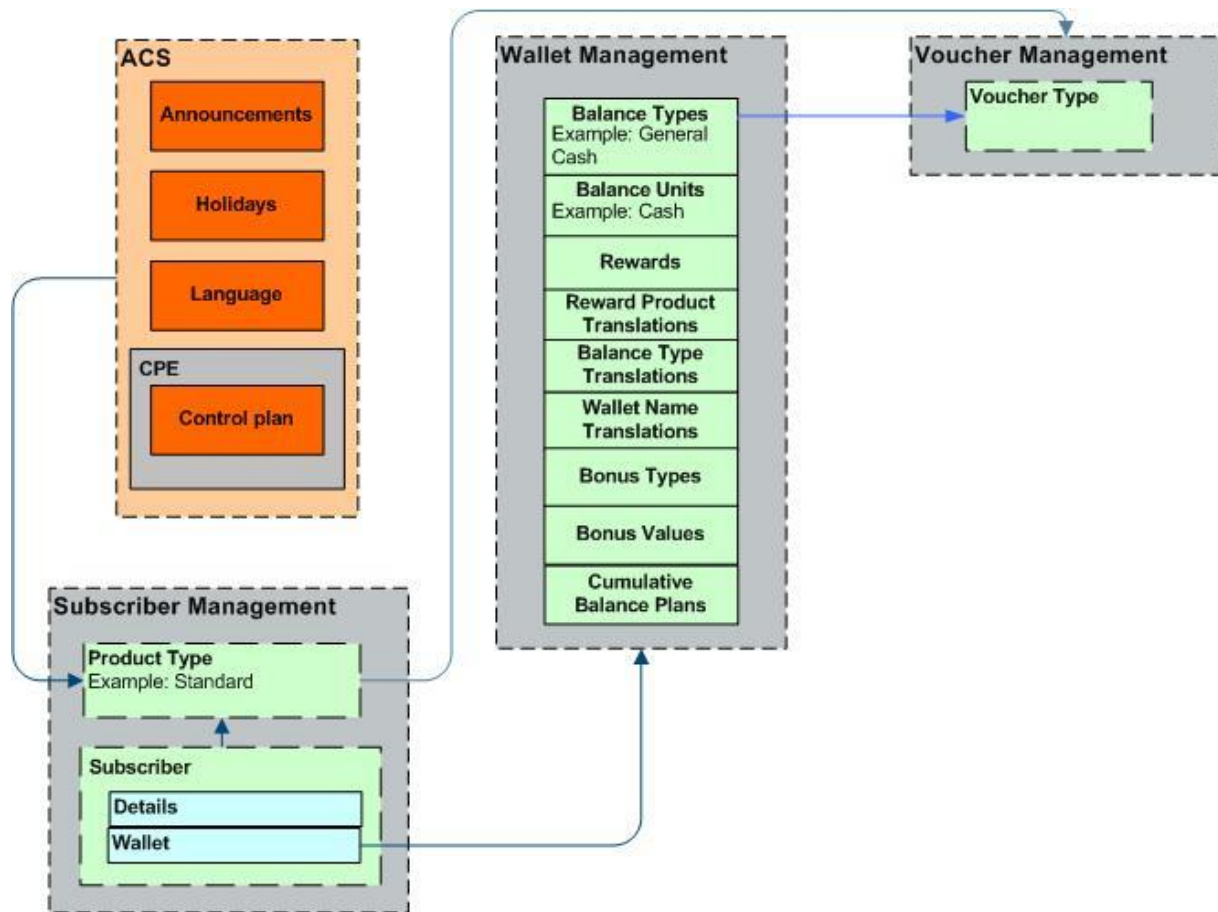 ACS
Announcements
Holidays
Language
CPE
Control plan
Wallet Management
Balance Types
Example: General
Cash
Balance Units
Example: Cash
Rewards
Reward Product
Translations
Balance Type
Translations
Wallet Name
Translations
Bonus Types
Bonus Values
Cumulative
Balance Plans
Voucher Management
Voucher Type
Subscriber Management
Product Type
Example: Standard
Subscriber
Details
Wallet